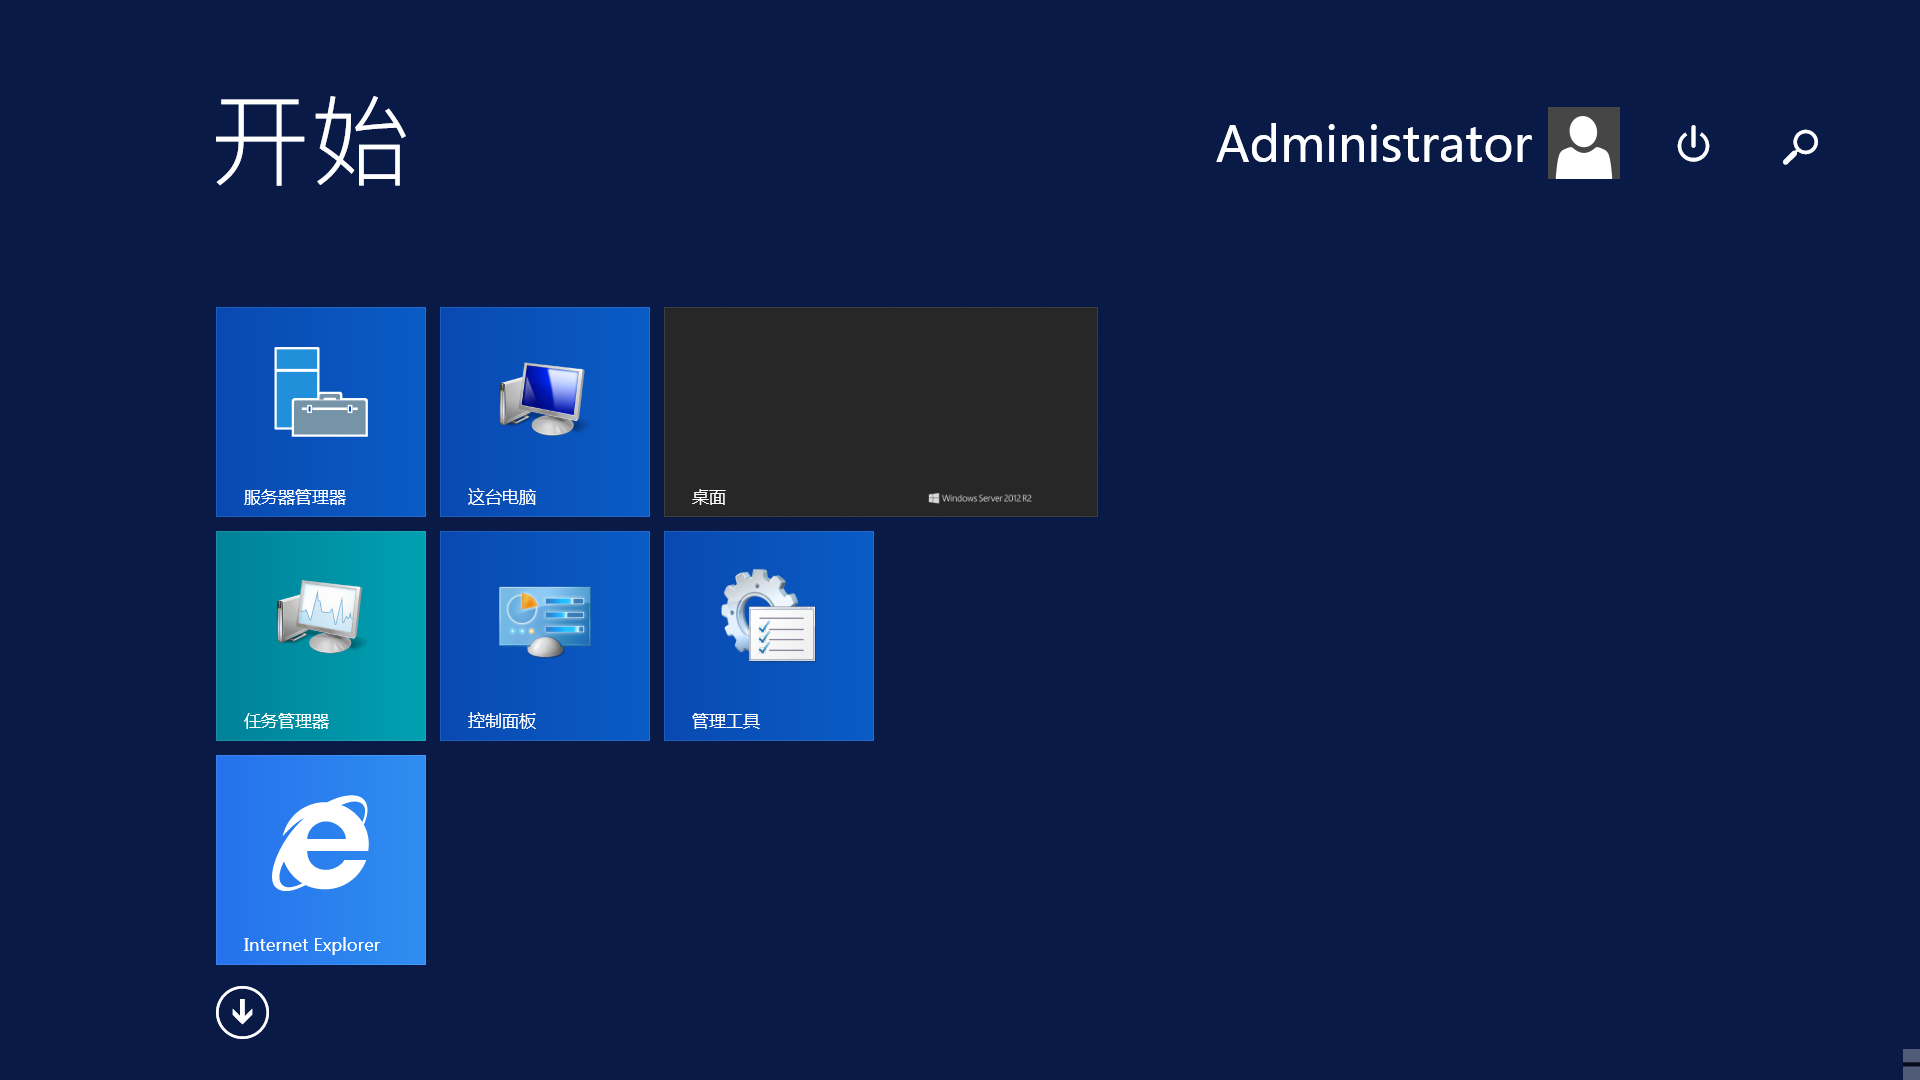 开始
Administrator
服务器管理器
这台电脑
桌面
Windows Server 2012 R2
任务管理器
控制面板
管理工具
Internet Explorer